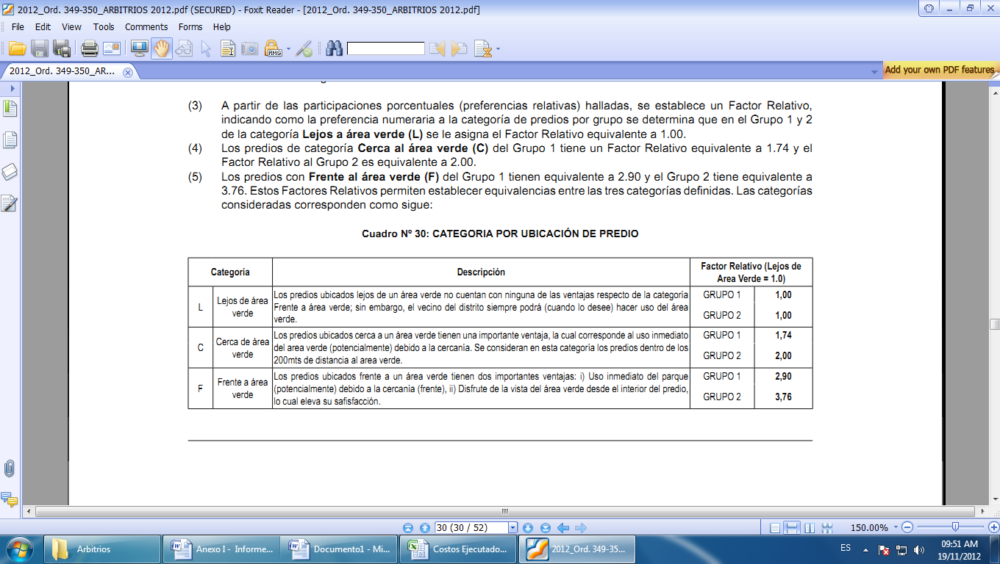 2012_Ord. 349-350_ARBITRIOS 2012.pdf (SECURED) - Foxit Reader - [2012_Ord. 349-350_ARBITRIOS 2012.pdf]
File Edit View Tools Comments Forms Help
RMS
2012_Ord. 349-350_AR...
Add your own PDF features
(3) A partir de las participaciones porcentuales (preferencias relativas) halladas, se establece un Factor Relativo,
indicando como la preferencia numeraria a la categoría de predios por grupo se determina que en el Grupo 1 y 2
de la categoría Lejos a área verde (L) se le asigna el Factor Relativo equivalente a 1.00.
(4) Los predios de categoría Cerca al área verde (C) del Grupo 1 tiene un Factor Relativo equivalente a 1.74 y el
Factor Relativo al Grupo 2 es equivalente a 2.00.
(5) Los predios con Frente al área verde (F) del Grupo 1 tienen equivalente a 2.90 y el Grupo 2 tiene equivalente a
3.76. Estos Factores Relativos permiten establecer equivalencias entre las tres categorías definidas. Las categorías
consideradas corresponden como sigue:
Cuadro Nº 30: CATEGORIA POR UBICACIÓN DE PREDIO
Categoría
Descripción
Factor Relativo (Lejos de
Area Verde = 1.0)
L
Lejos de área
verde
Los predios ubicados lejos de un área verde no cuentan con ninguna de las ventajas respecto de la categoría
Frente a área verde; sin embargo, el vecino del distrito siempre podrá (cuando lo desee) hacer uso del área
verde.
GRUPO 1 1,00
GRUPO 2 1,00
C
Cerca de área
verde
Los predios ubicados cerca a un área verde tienen una importante ventaja, la cual corresponde al uso inmediato
del area verde (potencialmente) debido a la cercanía. Se consideran en esta categoría los predios dentro de los
200mts de distancia al area verde.
GRUPO 1 1,74
GRUPO 2 2,00
F
Frente a área
verde
Los predios ubicados frente a un área verde tienen dos importantes ventajas: i) Uso inmediato del parque
(potencialmente) debido a la cercanía (frente), ii) Disfrute de la vista del área verde desde el interior del predio,
lo cual eleva su safisfacción.
GRUPO 1 2,90
GRUPO 2 3,76
30 (30 / 52)
150.00%
Arbitrios
Anexo I - Informe...
Documento1 - Mi...
Costos Ejecutado...
2012_Ord. 349-35...
ES
09:51 AM
19/11/2012